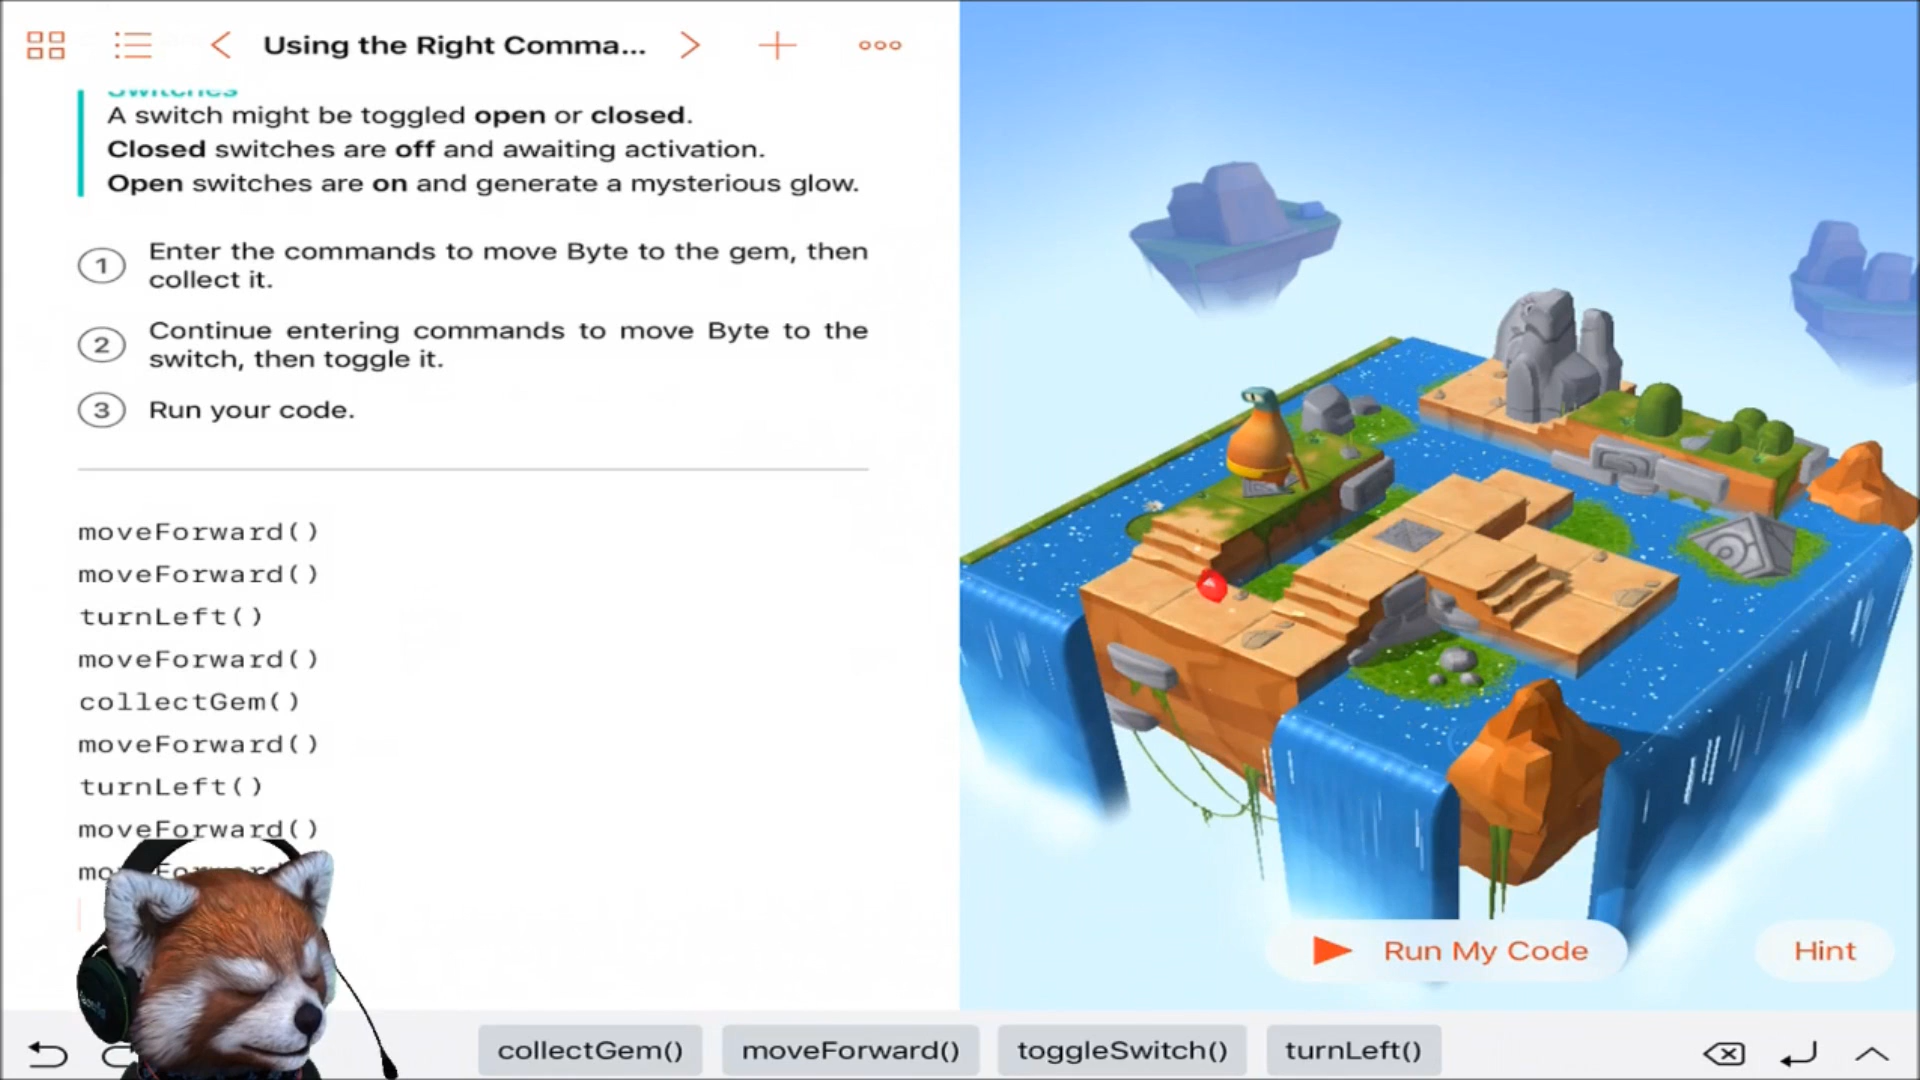 Using the Right Comma...
Switches
A switch might be toggled open or closed.
Closed switches are off and awaiting activation.
Open switches are on and generate a mysterious glow.
1 Enter the commands to move Byte to the gem, then
collect it.
2 Continue entering commands to move Byte to the
switch, then toggle it.
3 Run your code.
moveForward()
moveForward()
turnLeft()
moveForward()
collectGem()
moveForward()
turnLeft()
moveForward()
Run My Code
Hint
collectGem()
moveForward()
toggleSwitch()
turnLeft()